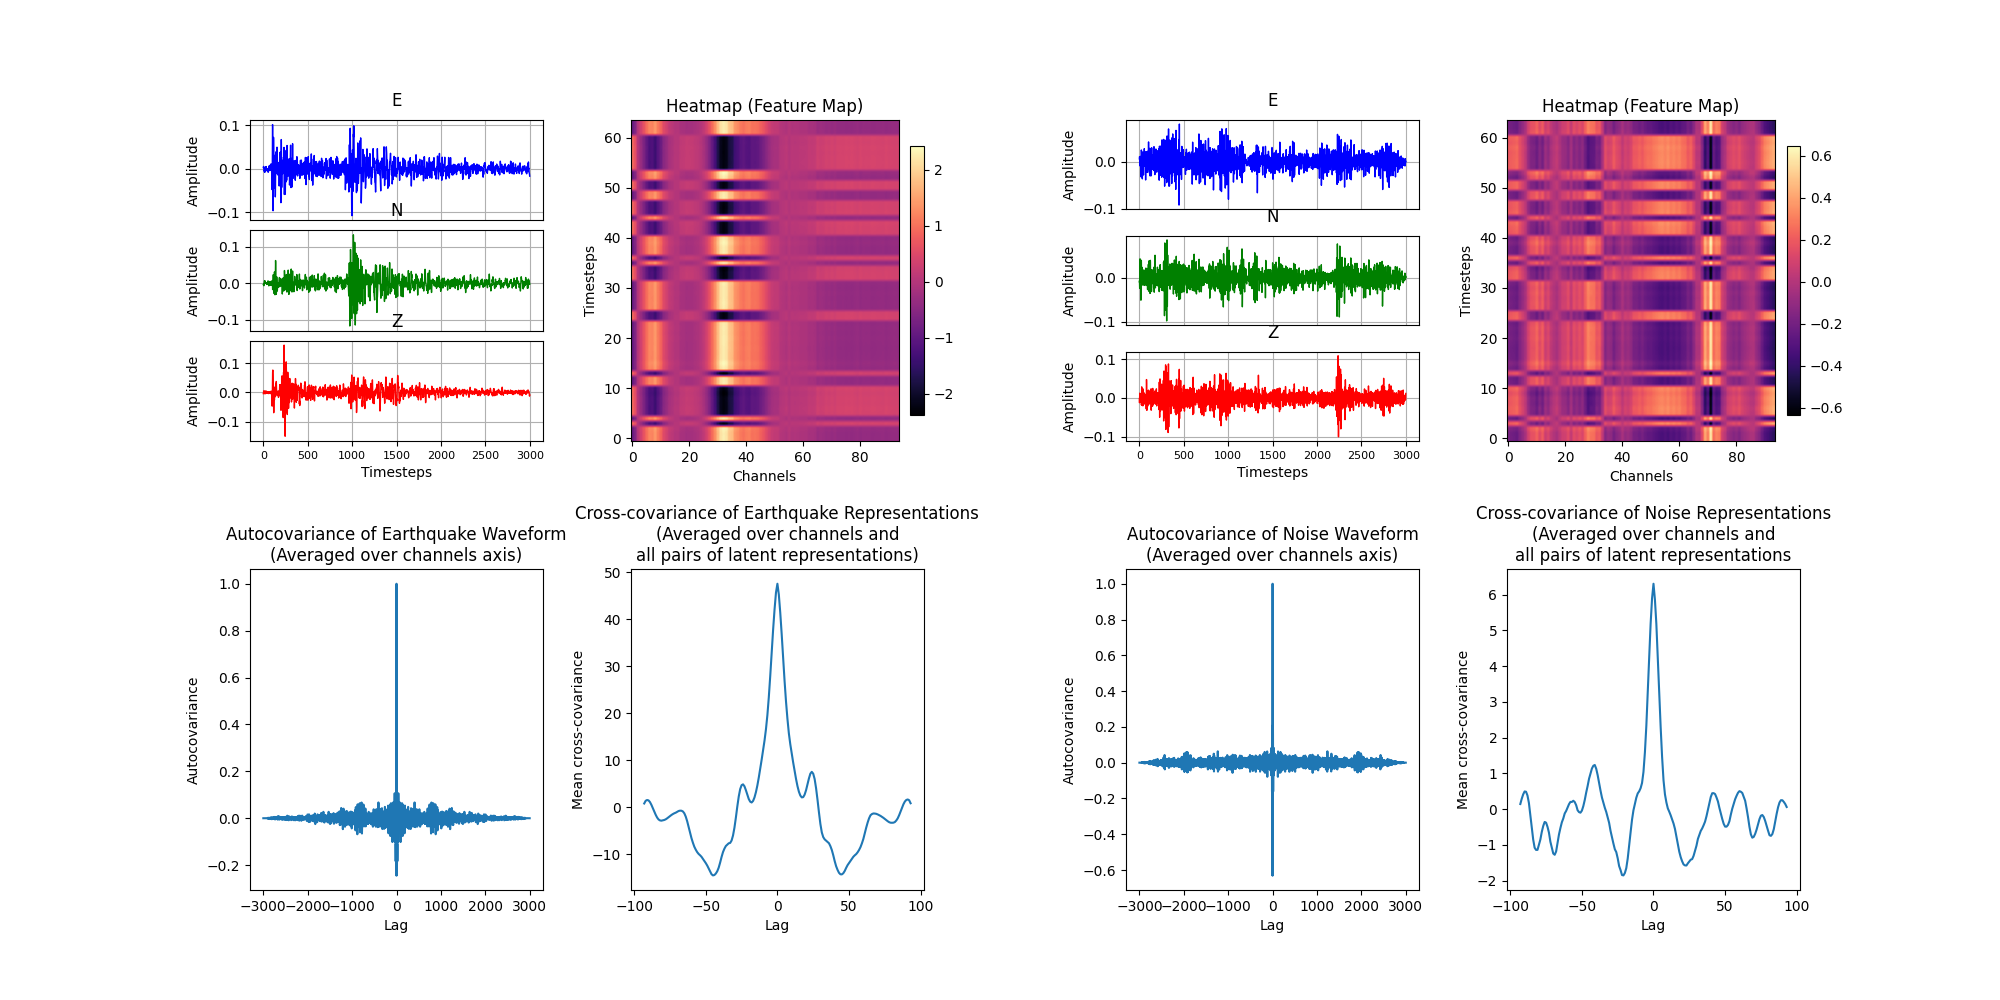 E
Amplitude
0.1
0.0
−0.1
N
Amplitude
0.1
0.0
−0.1
Z
Amplitude
0.1
0.0
−0.1
0 500 1000 1500 2000 2500 3000
Timesteps
Heatmap (Feature Map)
Timesteps
60
50
40
30
20
10
0
0 20 40 60 80
Channels
2
1
0
−1
−2
E
Amplitude
0.0
−0.1
N
Amplitude
0.0
−0.1
Z
Amplitude
0.1
0.0
−0.1
0 500 1000 1500 2000 2500 3000
Timesteps
Heatmap (Feature Map)
Timesteps
60
50
40
30
20
10
0
0 20 40 60 80
Channels
0.6
0.4
0.2
0.0
−0.2
−0.4
−0.6
Autocovariance of Earthquake Waveform
(Averaged over channels axis)
Autocovariance
1.0
0.8
0.6
0.4
0.2
0.0
−0.2
−3000 −2000 −1000 0 1000 2000 3000
Lag
Cross-covariance of Earthquake Representations
(Averaged over channels and
all pairs of latent representations)
Mean cross-covariance
50
40
30
20
10
0
−10
−100 −50 0 50 100
Lag
Autocovariance of Noise Waveform
(Averaged over channels axis)
Autocovariance
1.0
0.8
0.6
0.4
0.2
0.0
−0.2
−0.4
−0.6
−3000 −2000 −1000 0 1000 2000 3000
Lag
Cross-covariance of Noise Representations
(Averaged over channels and
all pairs of latent representations
Mean cross-covariance
6
5
4
3
2
1
0
−1
−2
−100 −50 0 50 100
Lag